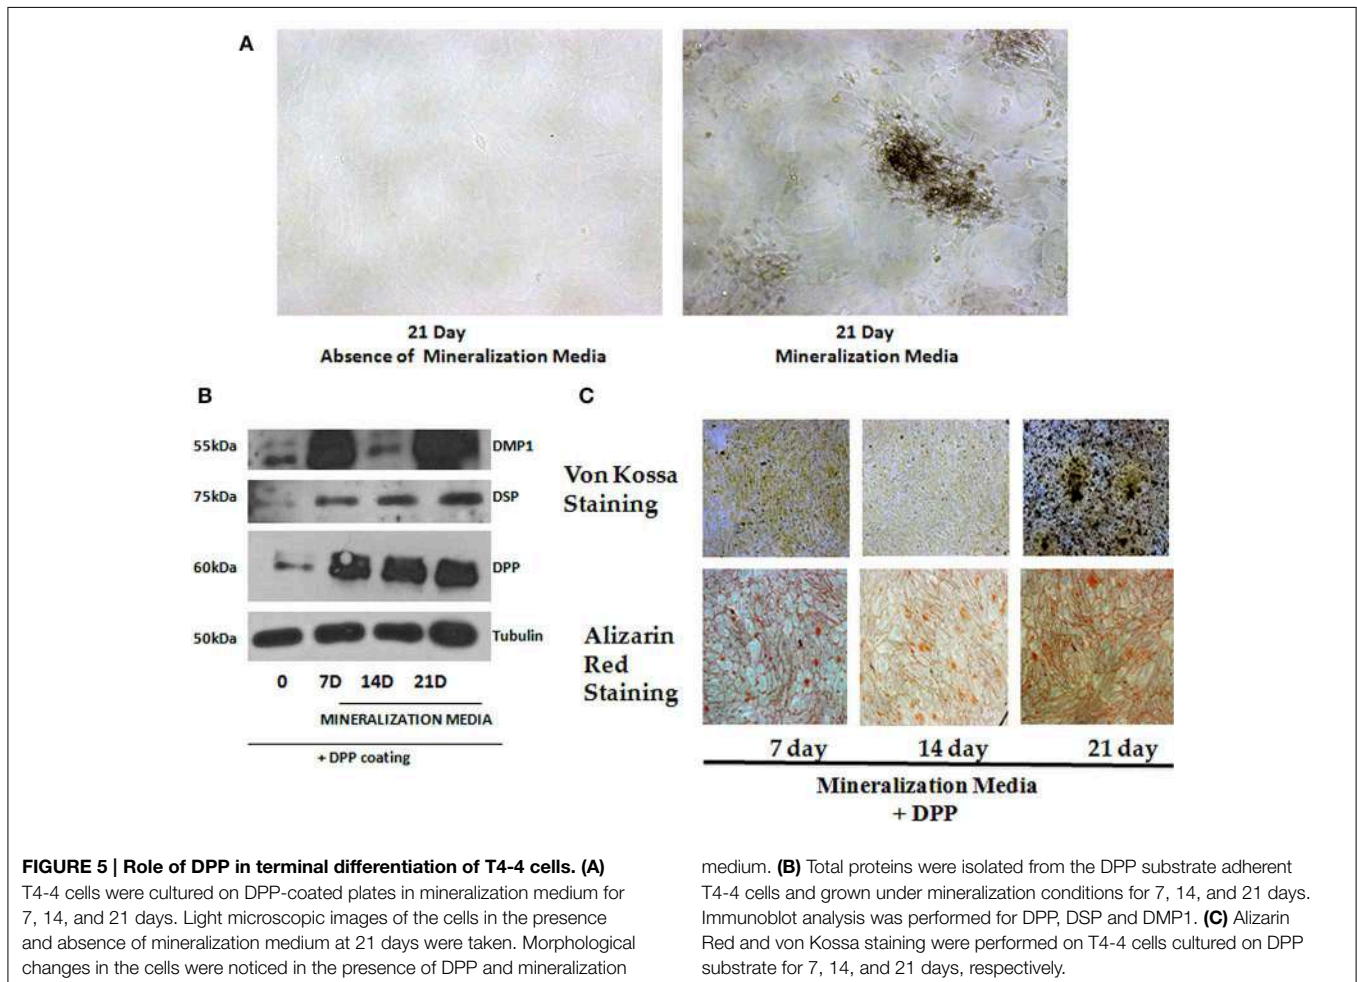 A
21 Day
Absence of Mineralization Media
21 Day
Mineralization Media
B
55kDa
DMP1
75kDa
DSP
60kDa
DPP
50kDa
Tubulin
0 7D 14D 21D
MINERALIZATION MEDIA
+ DPP coating
C
Von Kossa
Staining
Alizarin
Red
Staining
7 day 14 day 21 day
Mineralization Media
+ DPP
FIGURE 5 | Role of DPP in terminal differentiation of T4-4 cells. (A)
T4-4 cells were cultured on DPP-coated plates in mineralization medium for
7, 14, and 21 days. Light microscopic images of the cells in the presence
and absence of mineralization medium at 21 days were taken. Morphological
changes in the cells were noticed in the presence of DPP and mineralization
medium. (B) Total proteins were isolated from the DPP substrate adherent
T4-4 cells and grown under mineralization conditions for 7, 14, and 21 days.
Immunoblot analysis was performed for DPP, DSP and DMP1. (C) Alizarin
Red and von Kossa staining were performed on T4-4 cells cultured on DPP
substrate for 7, 14, and 21 days, respectively.